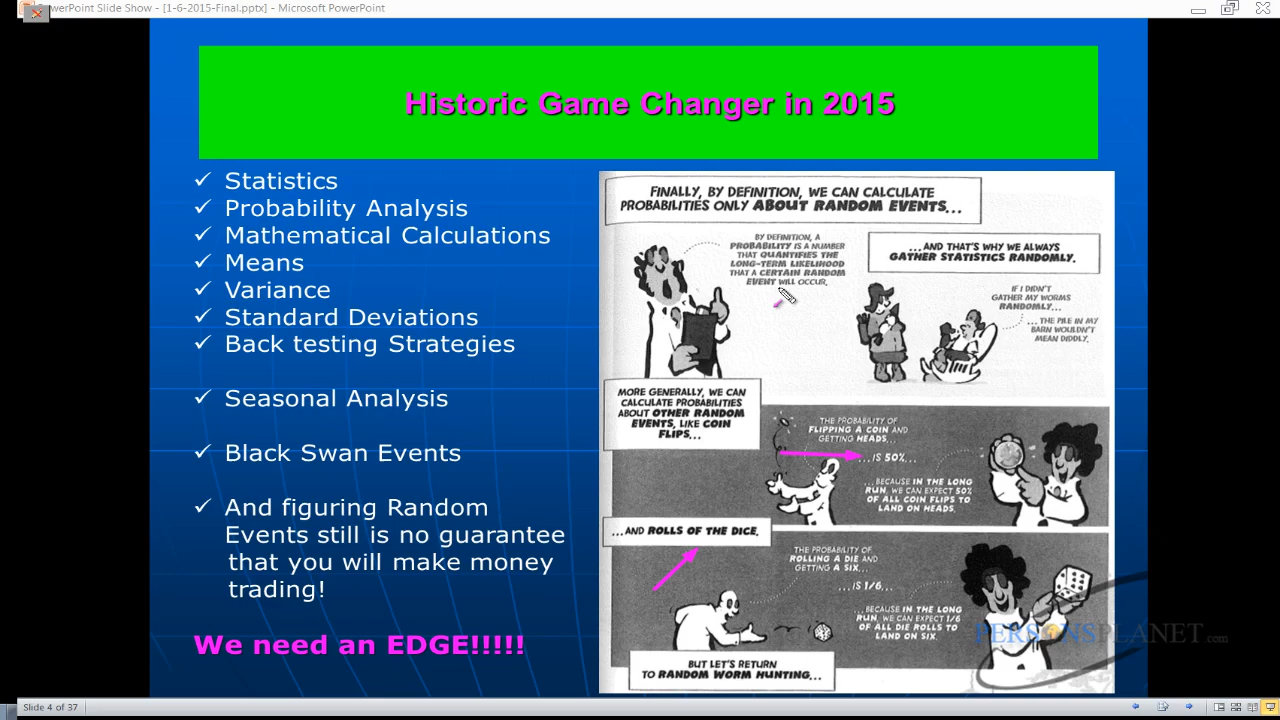 PowerPoint Slide Show - [1-6-2015-Final.pptx] - Microsoft PowerPoint
Historic Game Changer in 2015
✓ Statistics
✓ Probability Analysis
✓ Mathematical Calculations
✓ Means
✓ Variance
✓ Standard Deviations
✓ Back testing Strategies
✓ Seasonal Analysis
✓ Black Swan Events
✓ And figuring Random
Events still is no guarantee
that you will make money
trading!
We need an EDGE!!!!!
FINALLY, BY DEFINITION, WE CAN CALCULATE
PROBABILITIES ONLY ABOUT RANDOM EVENTS...
BY DEFINITION, A
PROBABILITY IS A NUMBER
THAT QUANTIFIES THE
LONG-TERM LIKELIHOOD
THAT A CERTAIN RANDOM
EVENT WILL OCCUR.
...AND THAT'S WHY WE ALWAYS
GATHER STATISTICS RANDOMLY.
IF I DIDN'T
GATHER MY WORMS
RANDOMLY...
...THE PILE IN MY
BARN WOULDN'T
MEAN DIDDLY.
MORE GENERALLY, WE CAN
CALCULATE PROBABILITIES
ABOUT OTHER RANDOM
EVENTS, LIKE COIN
FLIPS...
THE PROBABILITY OF
FLIPPING A COIN AND
GETTING HEADS...
...IS 50%...
...BECAUSE IN THE LONG
RUN, WE CAN EXPECT 50%
OF ALL COIN FLIPS TO
LAND ON HEADS.
...AND ROLLS OF THE DICE.
THE PROBABILITY OF
ROLLING A DIE AND
GETTING A SIX...
...IS 1/6...
...BECAUSE IN THE LONG
RUN, WE CAN EXPECT 1/6
OF ALL DIE ROLLS TO
LAND ON SIX.
BUT LET'S RETURN
TO RANDOM WORM HUNTING...
PERSONSPLANET.com
Slide 4 of 37